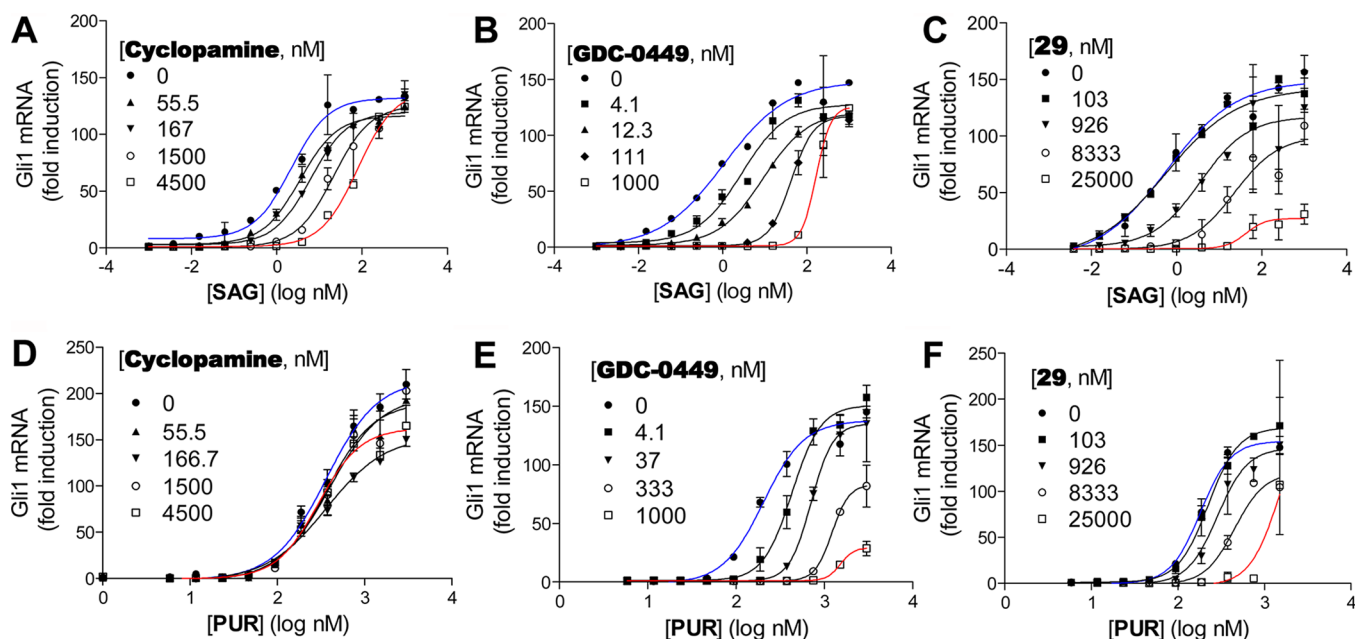 A
[Cyclopamine, nM]
0
55.5
167
1500
4500
200
150
100
50
0
Gli1 mRNA
(fold induction)
-4 -2 0 2 4
[SAG] (log nM)
B
[GDC-0449, nM]
0
4.1
12.3
111
1000
200
150
100
50
0
Gli1 mRNA
(fold induction)
-4 -2 0 2 4
[SAG] (log nM)
C
[29, nM]
0
103
926
8333
25000
200
150
100
50
0
Gli1 mRNA
(fold induction)
-4 -2 0 2 4
[SAG] (log nM)
D
[Cyclopamine, nM]
0
55.5
166.7
1500
4500
250
200
150
100
50
0
Gli1 mRNA
(fold induction)
0 1 2 3 4
[PUR] (log nM)
E
[GDC-0449, nM]
0
4.1
37
333
1000
200
150
100
50
0
Gli1 mRNA
(fold induction)
0 1 2 3 4
[PUR] (log nM)
F
[29, nM]
0
103
926
8333
25000
250
200
150
100
50
0
Gli1 mRNA
(fold induction)
0 1 2 3 4
[PUR] (log nM)